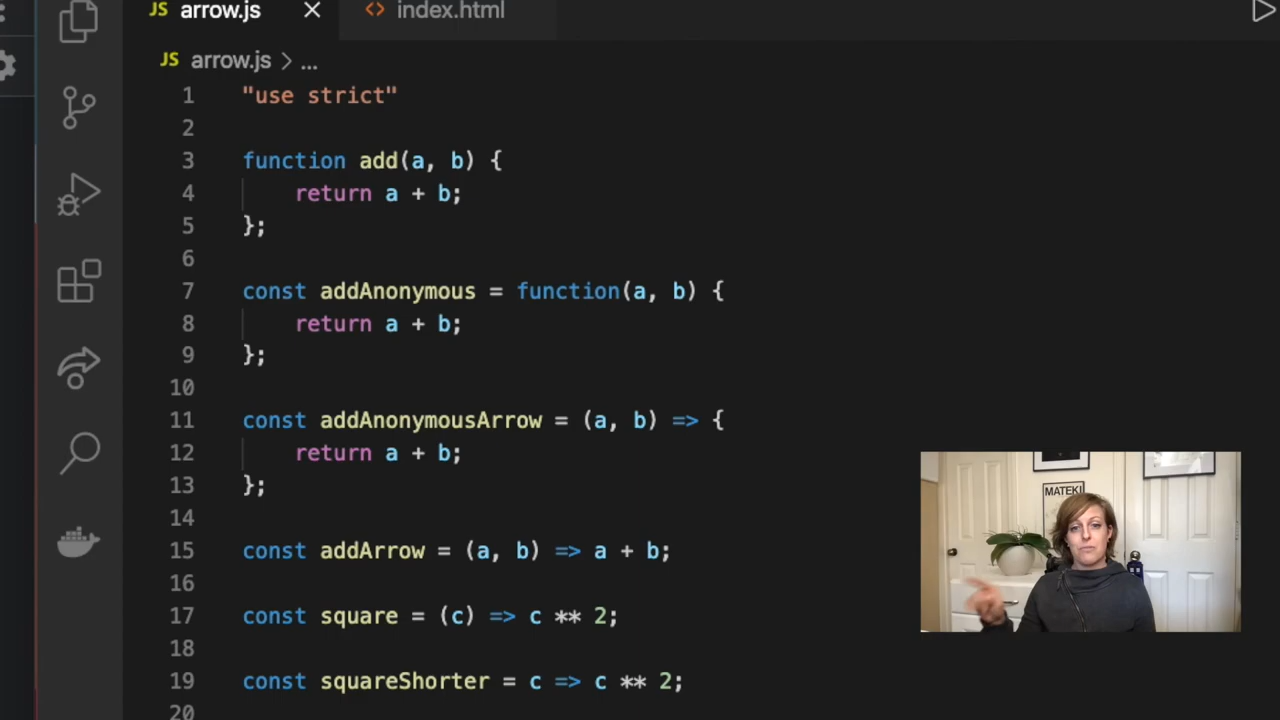 JS arrow.js × <> index.html
JS arrow.js > ...
1 "use strict"
2
3 function add(a, b) {
4 return a + b;
5 };
6
7 const addAnonymous = function(a, b) {
8 return a + b;
9 };
10
11 const addAnonymousArrow = (a, b) => {
12 return a + b;
13 };
14
15 const addArrow = (a, b) => a + b;
16
17 const square = (c) => c ** 2;
18
19 const squareShorter = c => c ** 2;
20
MATEKI